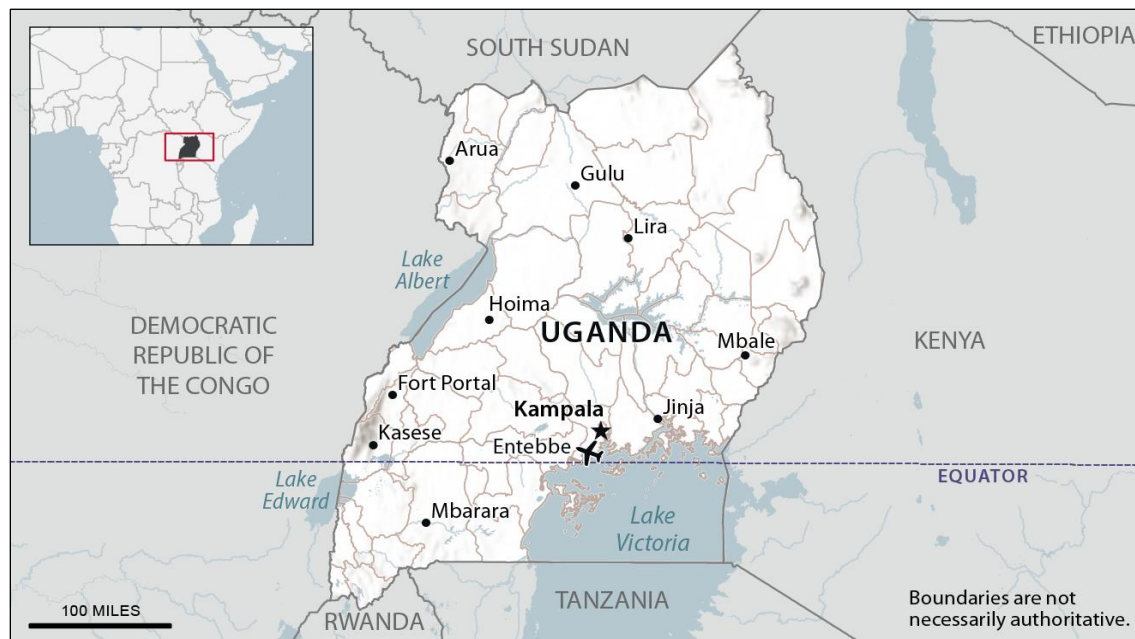 SOUTH SUDAN
ETHIOPIA
Arua
Gulu
Lira
Lake
Albert
Hoima
DEMOCRATIC
REPUBLIC OF
THE CONGO
UGANDA
Mbale
KENYA
Fort Portal
Kampala
Jinja
Kasese
Entebbe
EQUATOR
Lake
Edward
Mbarara
Lake
Victoria
100 MILES
RWANDA
TANZANIA
Boundaries are not
necessarily authoritative.